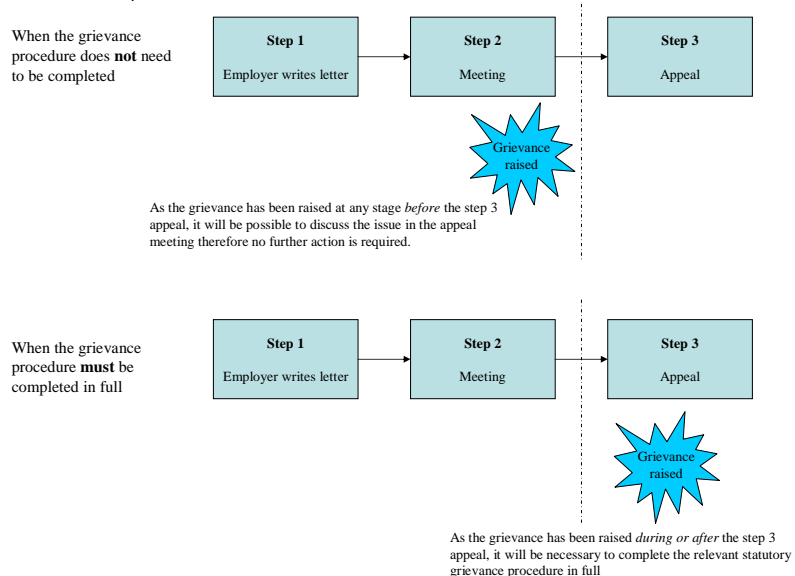 When the grievance
procedure does not need
to be completed
Step 1
Employer writes letter
Step 2
Meeting
Step 3
Appeal
Grievance
raised
As the grievance has been raised at any stage before the step 3
appeal, it will be possible to discuss the issue in the appeal
meeting therefore no further action is required.
When the grievance
procedure must be
completed in full
Step 1
Employer writes letter
Step 2
Meeting
Step 3
Appeal
Grievance
raised
As the grievance has been raised during or after the step 3
appeal, it will be necessary to complete the relevant statutory
grievance procedure in full